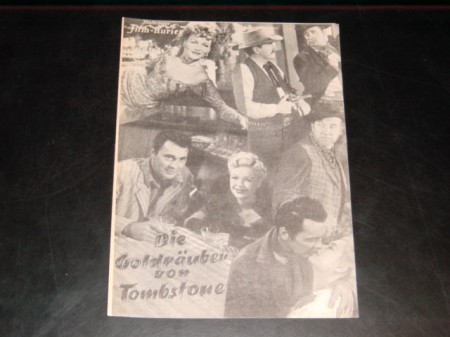 Film-Kurier
Die
Goldräuber
von
Tombstone